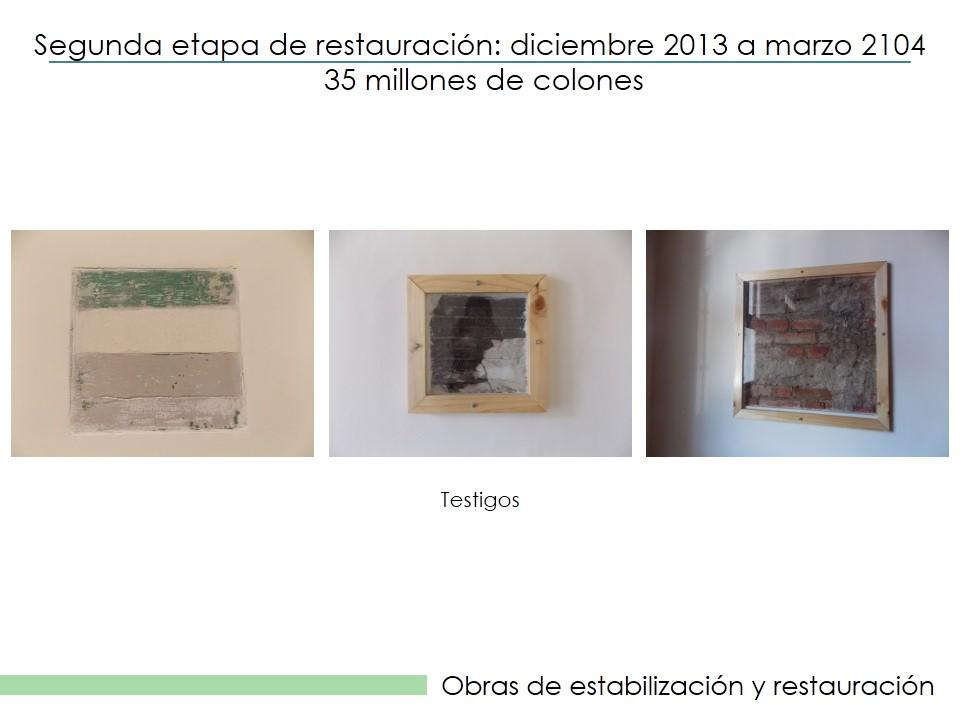 Segunda etapa de restauración: diciembre 2013 a marzo 2104
35 millones de colones
Testigos
Obras de estabilización y restauración